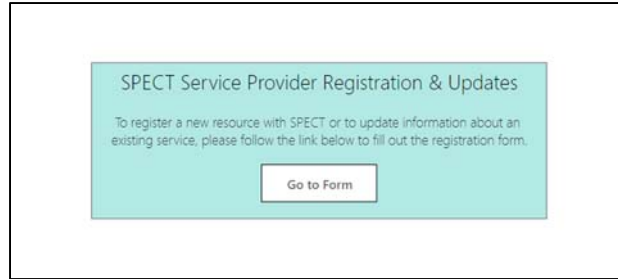 SPECT Service Provider Registration & Updates
To register a new resource with SPECT or to update information about an
existing service, please follow the link below to fill out the registration form.
Go to Form